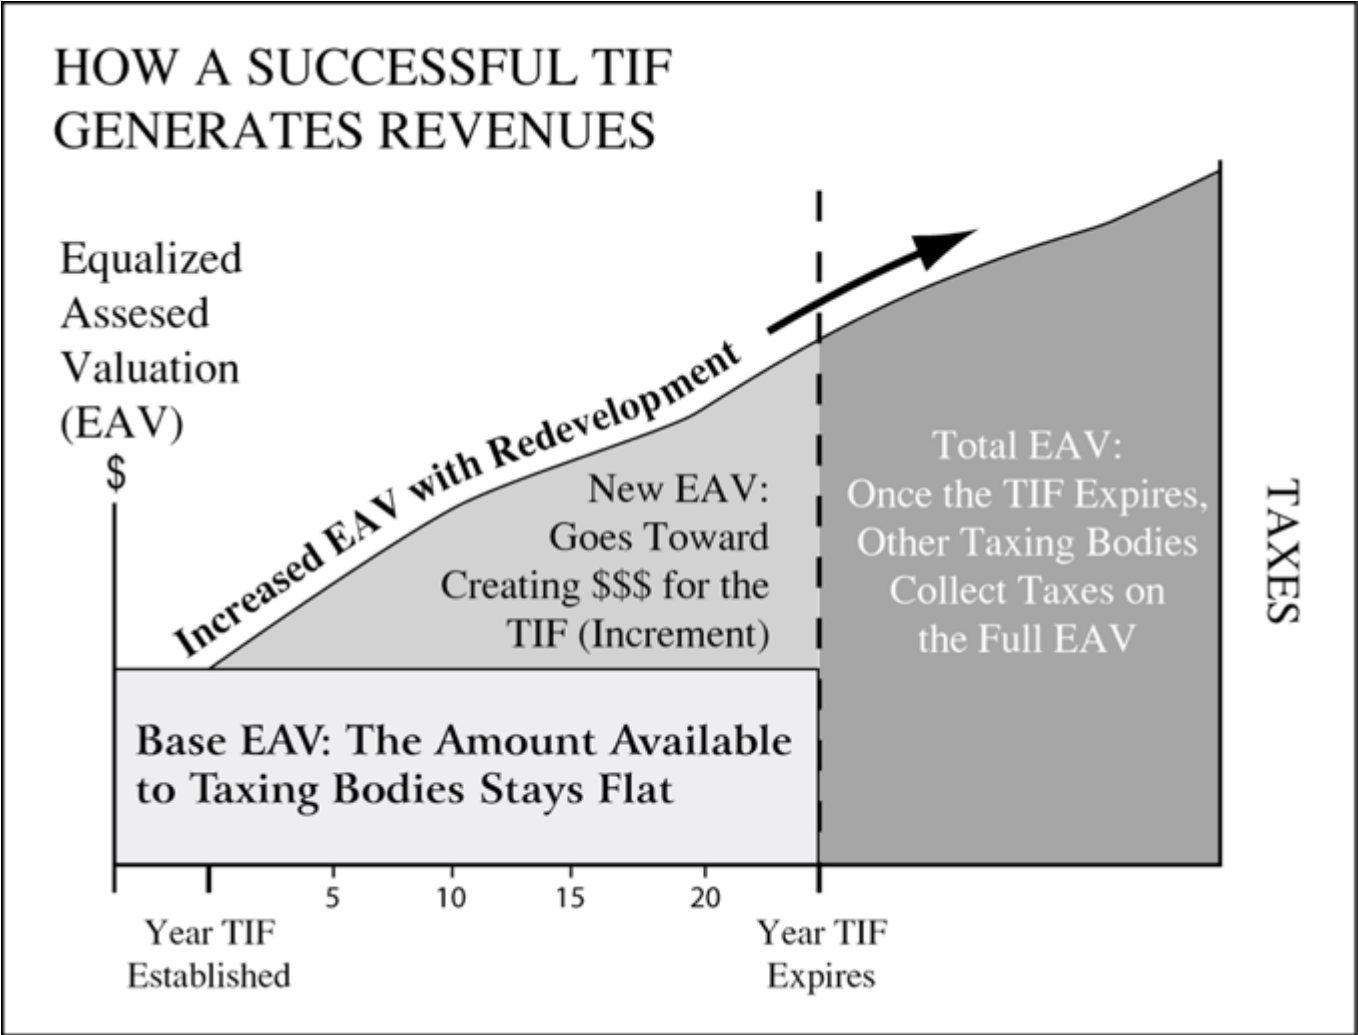 HOW A SUCCESSFUL TIF
GENERATES REVENUES
Equalized
Assesed
Valuation
(EAV)
$
Increased EAV with Redevelopment
New EAV:
Goes Toward
Creating $$$ for the
TIF (Increment)
Total EAV:
Once the TIF Expires,
Other Taxing Bodies
Collect Taxes on
the Full EAV
TAXES
Base EAV: The Amount Available
to Taxing Bodies Stays Flat
5 10 15 20
Year TIF
Established
Year TIF
Expires